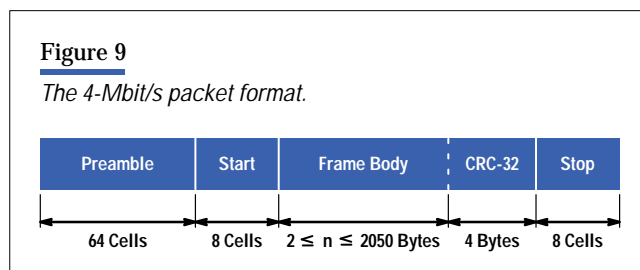 Figure 9
The 4-Mbit/s packet format.
Preamble Start Frame Body CRC-32 Stop
64 Cells 8 Cells 2 ≤ n ≤ 2050 Bytes 4 Bytes 8 Cells